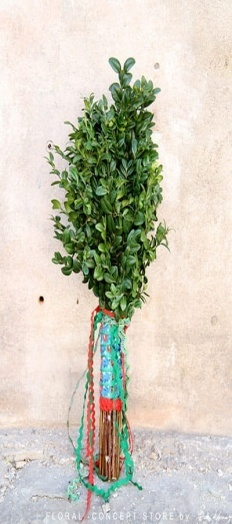 FLORAL · CONCEPT STORE by